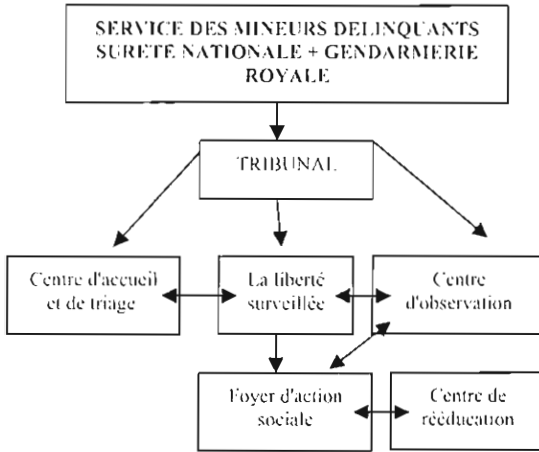 SERVICE DES MINEURS DELINQUANTS
SURETE NATIONALE + GENDARMERIE
ROYALE
TRIBUNAL
Centre d'accueil
et de triage
La liberté
surveillée
Centre
d'observation
Foyer d'action
sociale
Centre de
rééducation